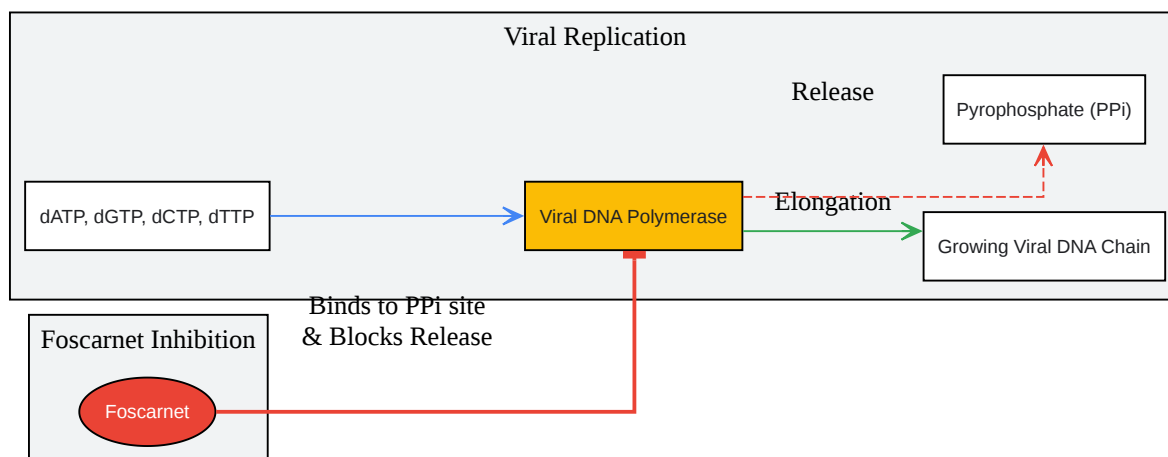 Viral Replication
Release
Pyrophosphate (PPi)
dATP, dGTP, dCTP, dTTP
Viral DNA Polymerase
Elongation
Growing Viral DNA Chain
Binds to PPi site
& Blocks Release
Foscarnet Inhibition
Foscarnet